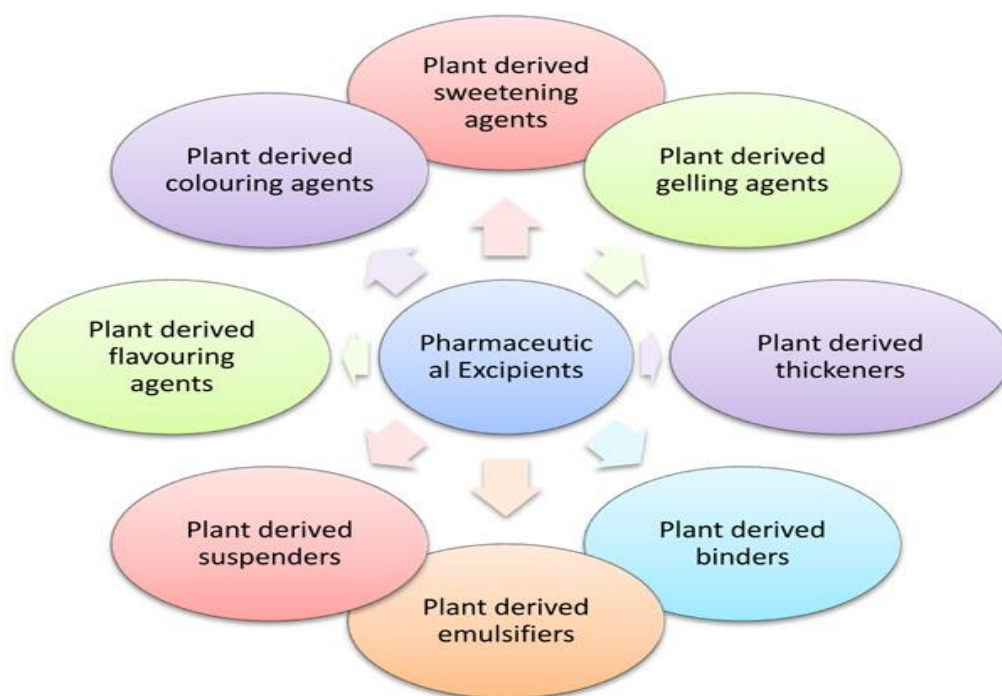 Plant derived
sweetening
agents
Plant derived
colouring agents
Plant derived
gelling agents
Plant derived
flavouring
agents
Pharmaceutic
al Excipients
Plant derived
thickeners
Plant derived
suspenders
Plant derived
binders
Plant derived
emulsifiers